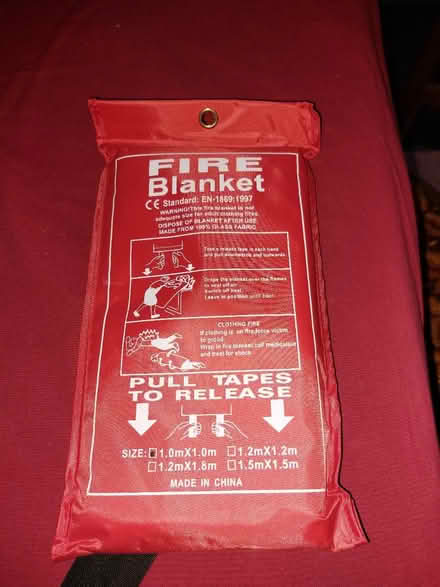 FIRE
Blanket
CE Standard: EN-1869:1997
WARNING!This fire blanket is not
adequate size for adult clothing fires.
DISPOSE OF BLANKET AFTER USE
MADE FROM 100% GLASS FABRIC
Take release tape in each hand
and pull downwards and outwards
Drape the blanket over the flames
to seal off air
Switch off heat.
Leave in position until cool.
CLOTHING FIRE
If clothing is on fire, force victim
to ground
Wrap in fire blanket call medical aid
and treat for shock
PULL TAPES
TO RELEASE
SIZE: 1.0mX1.0m 1.2mX1.2m
1.2mX1.8m 1.5mX1.5m
MADE IN CHINA